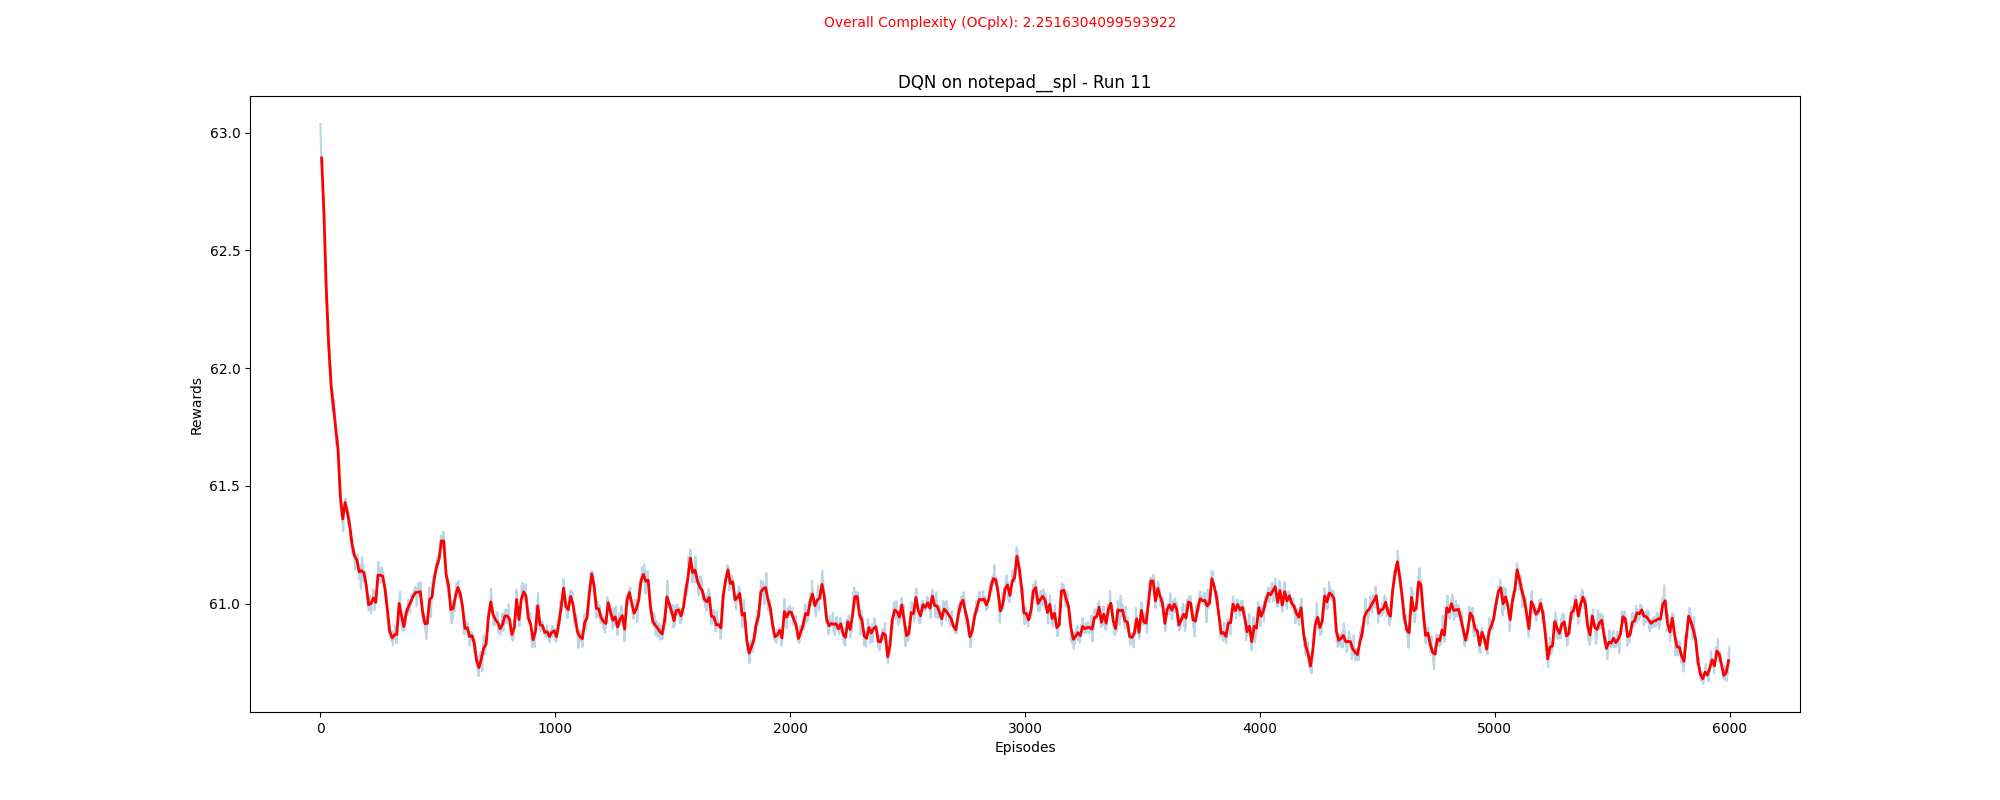 Overall Complexity (OCplx): 2.2516304099593922
DQN on notepad__spl - Run 11
63.0
62.5
62.0
61.5
61.0
Rewards
0 1000 2000 3000 4000 5000 6000
Episodes